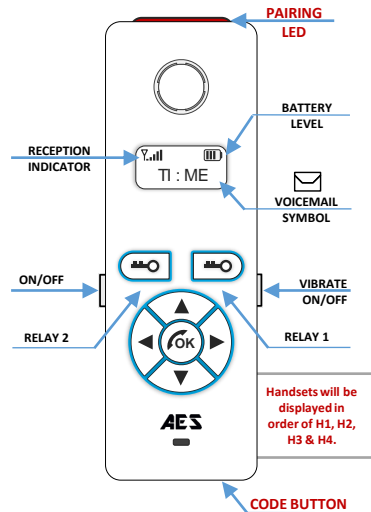 PAIRING
LED
BATTERY
LEVEL
RECEPTION
INDICATOR
TI : ME
VOICEMAIL
SYMBOL
ON/OFF
VIBRATE
ON/OFF
RELAY 2
RELAY 1
OK
Handsets will be
displayed in
order of H1, H2,
H3 & H4.
AES
CODE BUTTON